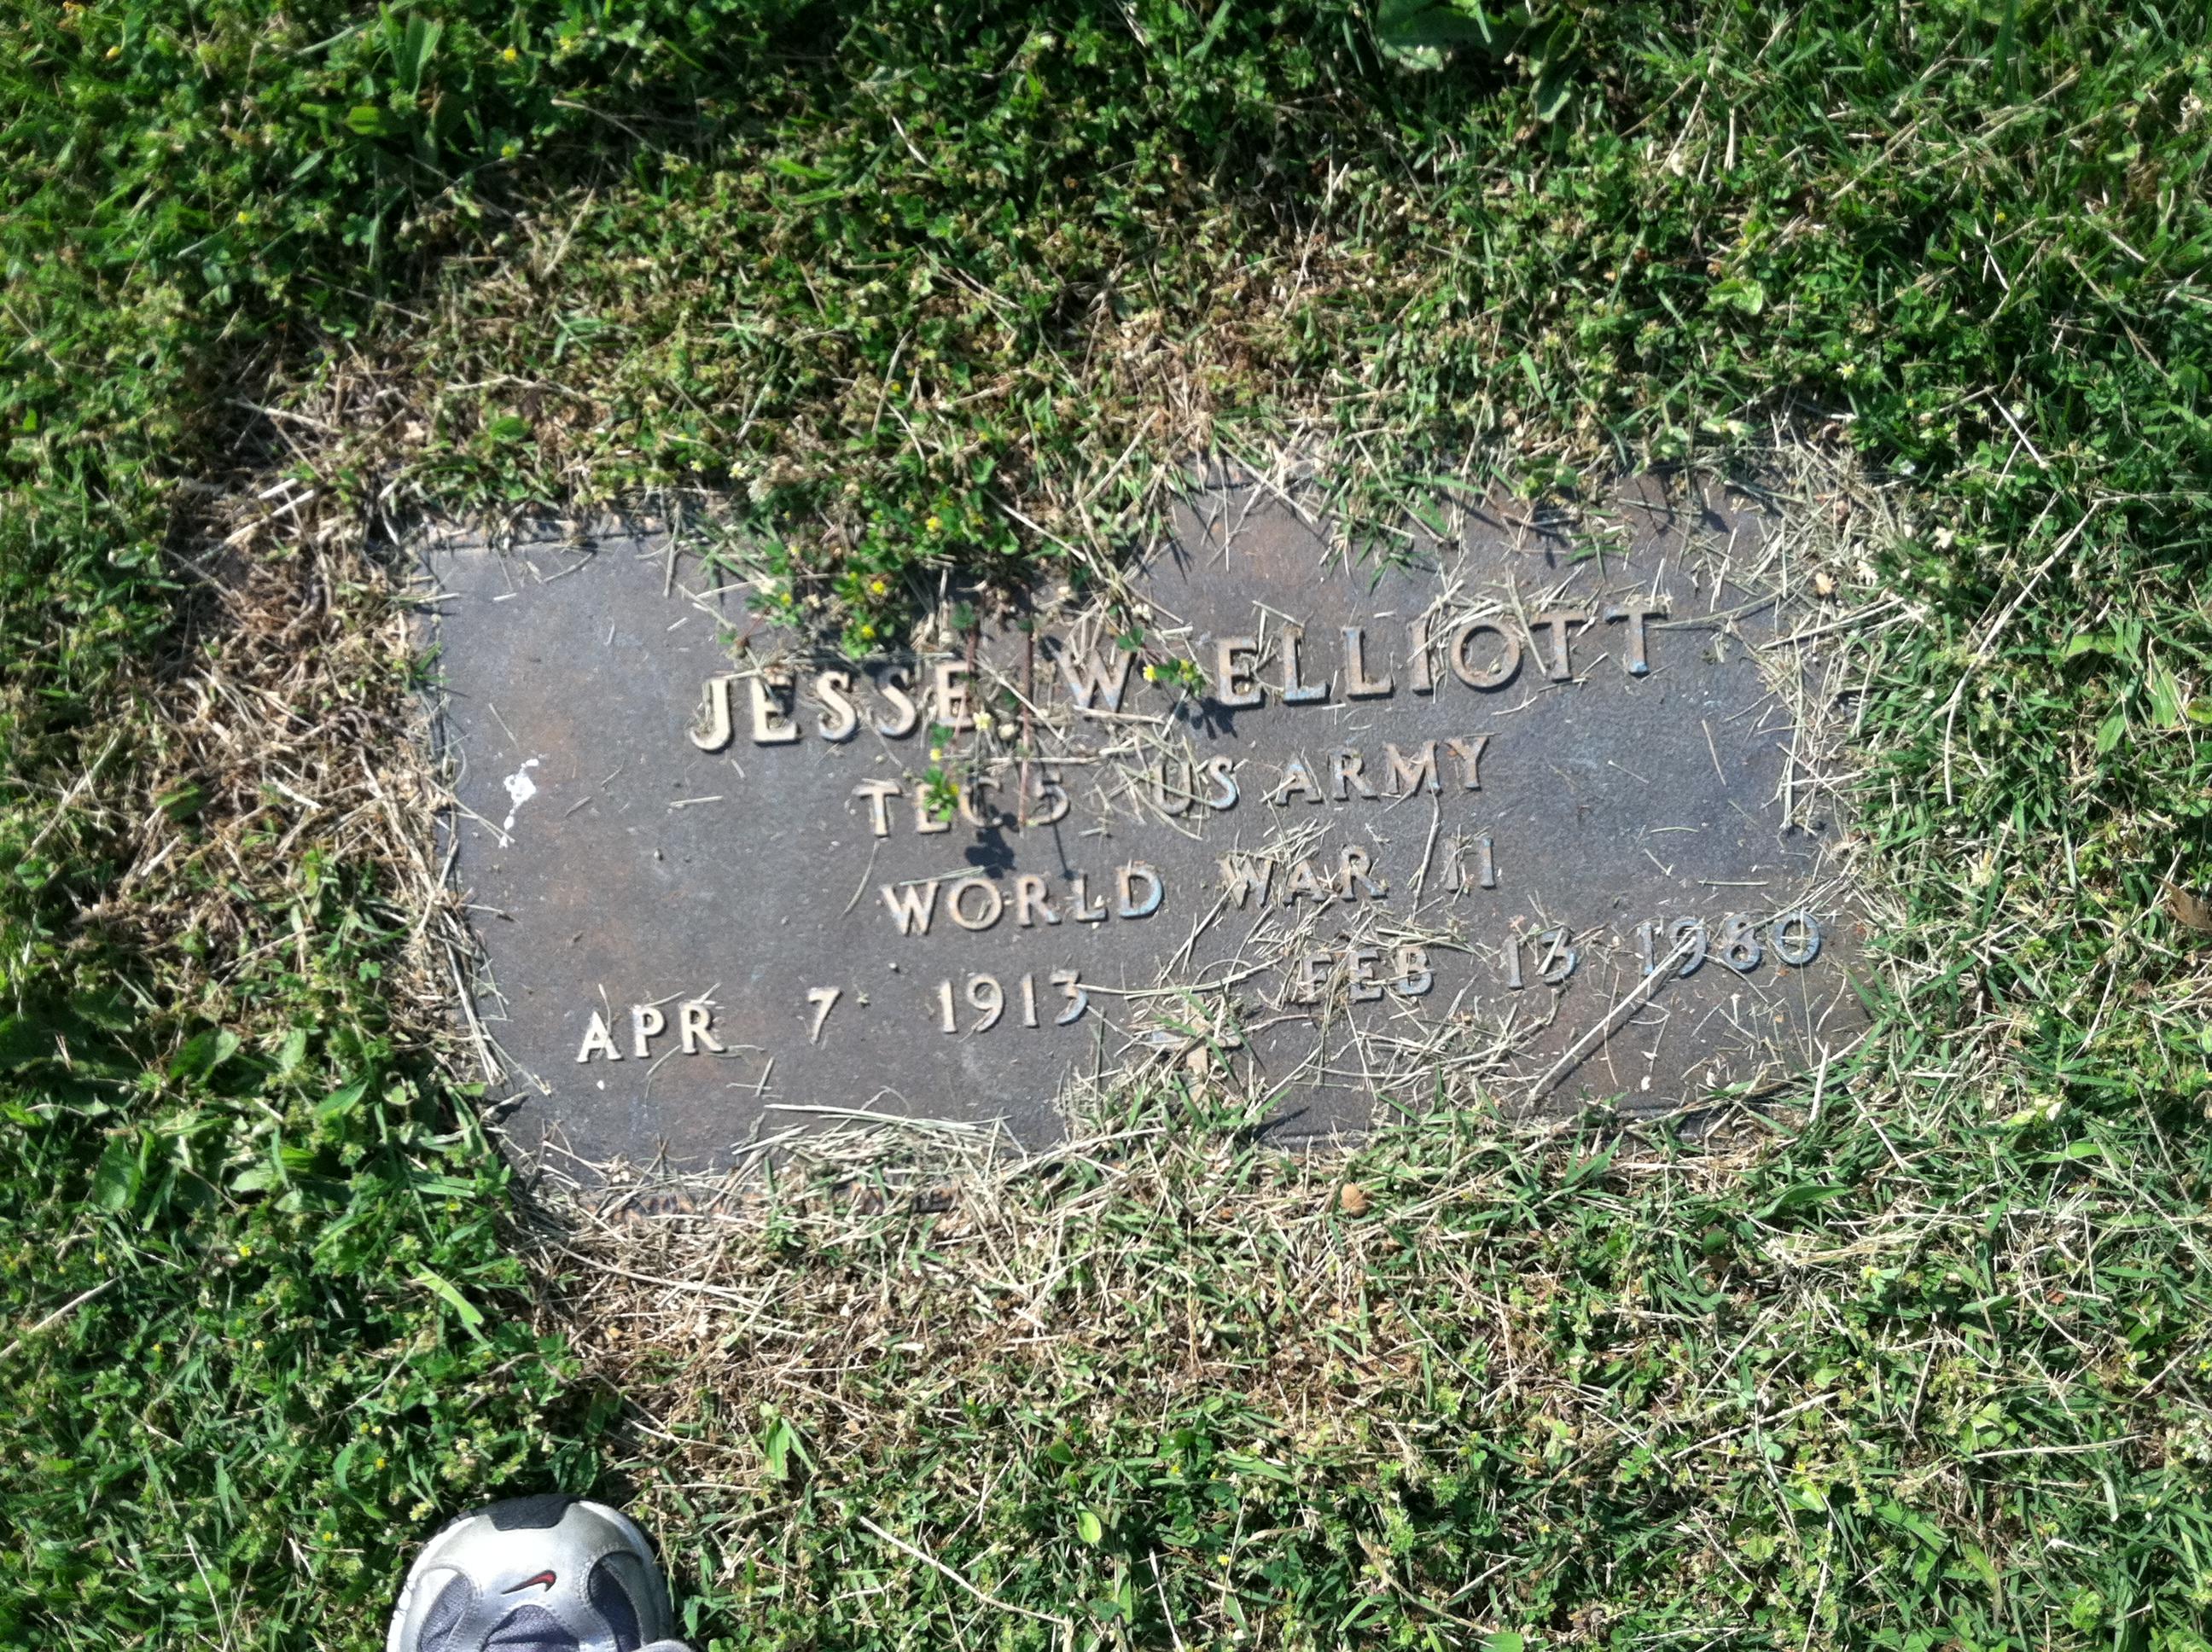 JESSE W ELLIOTT
TEC 5 US ARMY
WORLD WAR II
APR 7 1913 FEB 13 1980